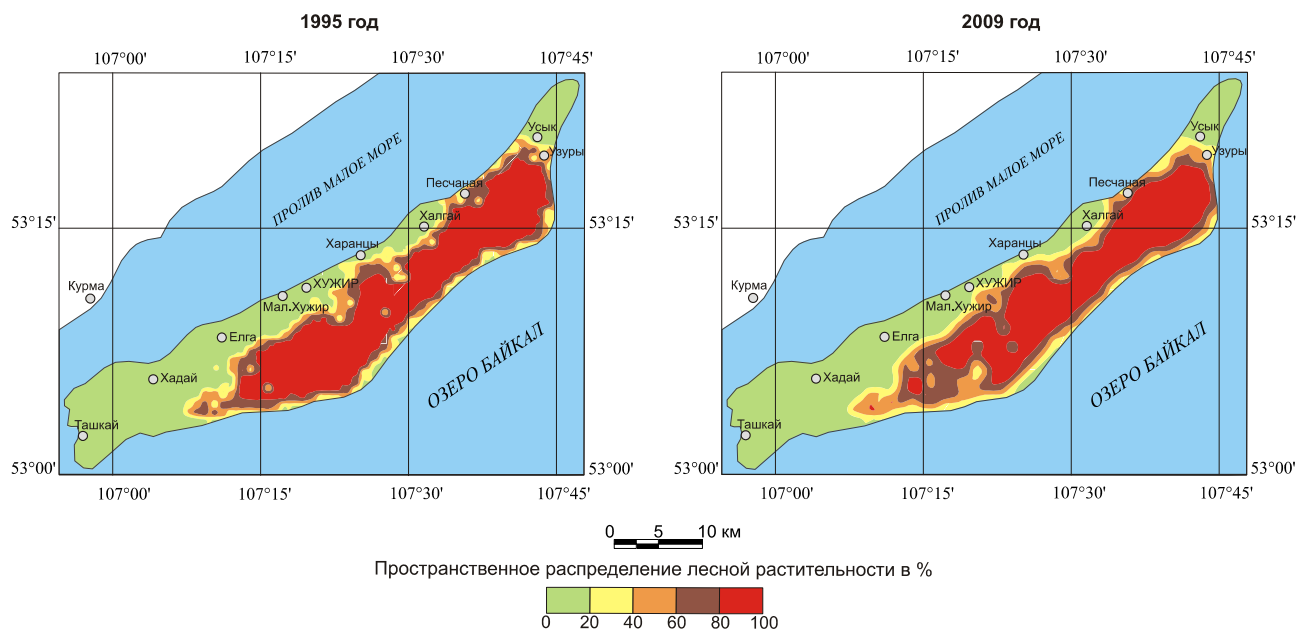 1995 год
2009 год
107°00'
107°15'
107°30'
107°45'
107°00'
107°15'
107°30'
107°45'
Усык
Узуры
ПРОЛИВ МАЛОЕ МОРЕ
Песчаная
53°15'
Халгай
Харанцы
Курма
ХУЖИР
Мал.Хужир
Елга
ОЗЕРО БАЙКАЛ
Хадай
Ташкай
53°00'
Усык
Узуры
ПРОЛИВ МАЛОЕ МОРЕ
Песчаная
53°15'
53°15'
Халгай
Харанцы
Курма
ХУЖИР
Мал.Хужир
Елга
ОЗЕРО БАЙКАЛ
Хадай
Ташкай
53°00'
53°00'
107°00'
107°15'
107°30'
107°45'
107°00'
107°15'
107°30'
107°45'
0 5 10 км
Пространственное распределение лесной растительности в %
0 20 40 60 80 100